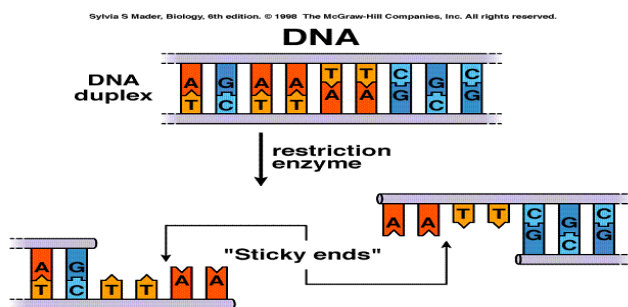 Sylvia S Mader, Biology, 6th edition. © 1998 The McGraw-Hill Companies, Inc. All rights reserved.
DNA
DNA
duplex
A G A A T T C G C
T C T T A A G C G
restriction
enzyme
A A T T C G C
G C G
"Sticky ends"
A G
T C T T A A